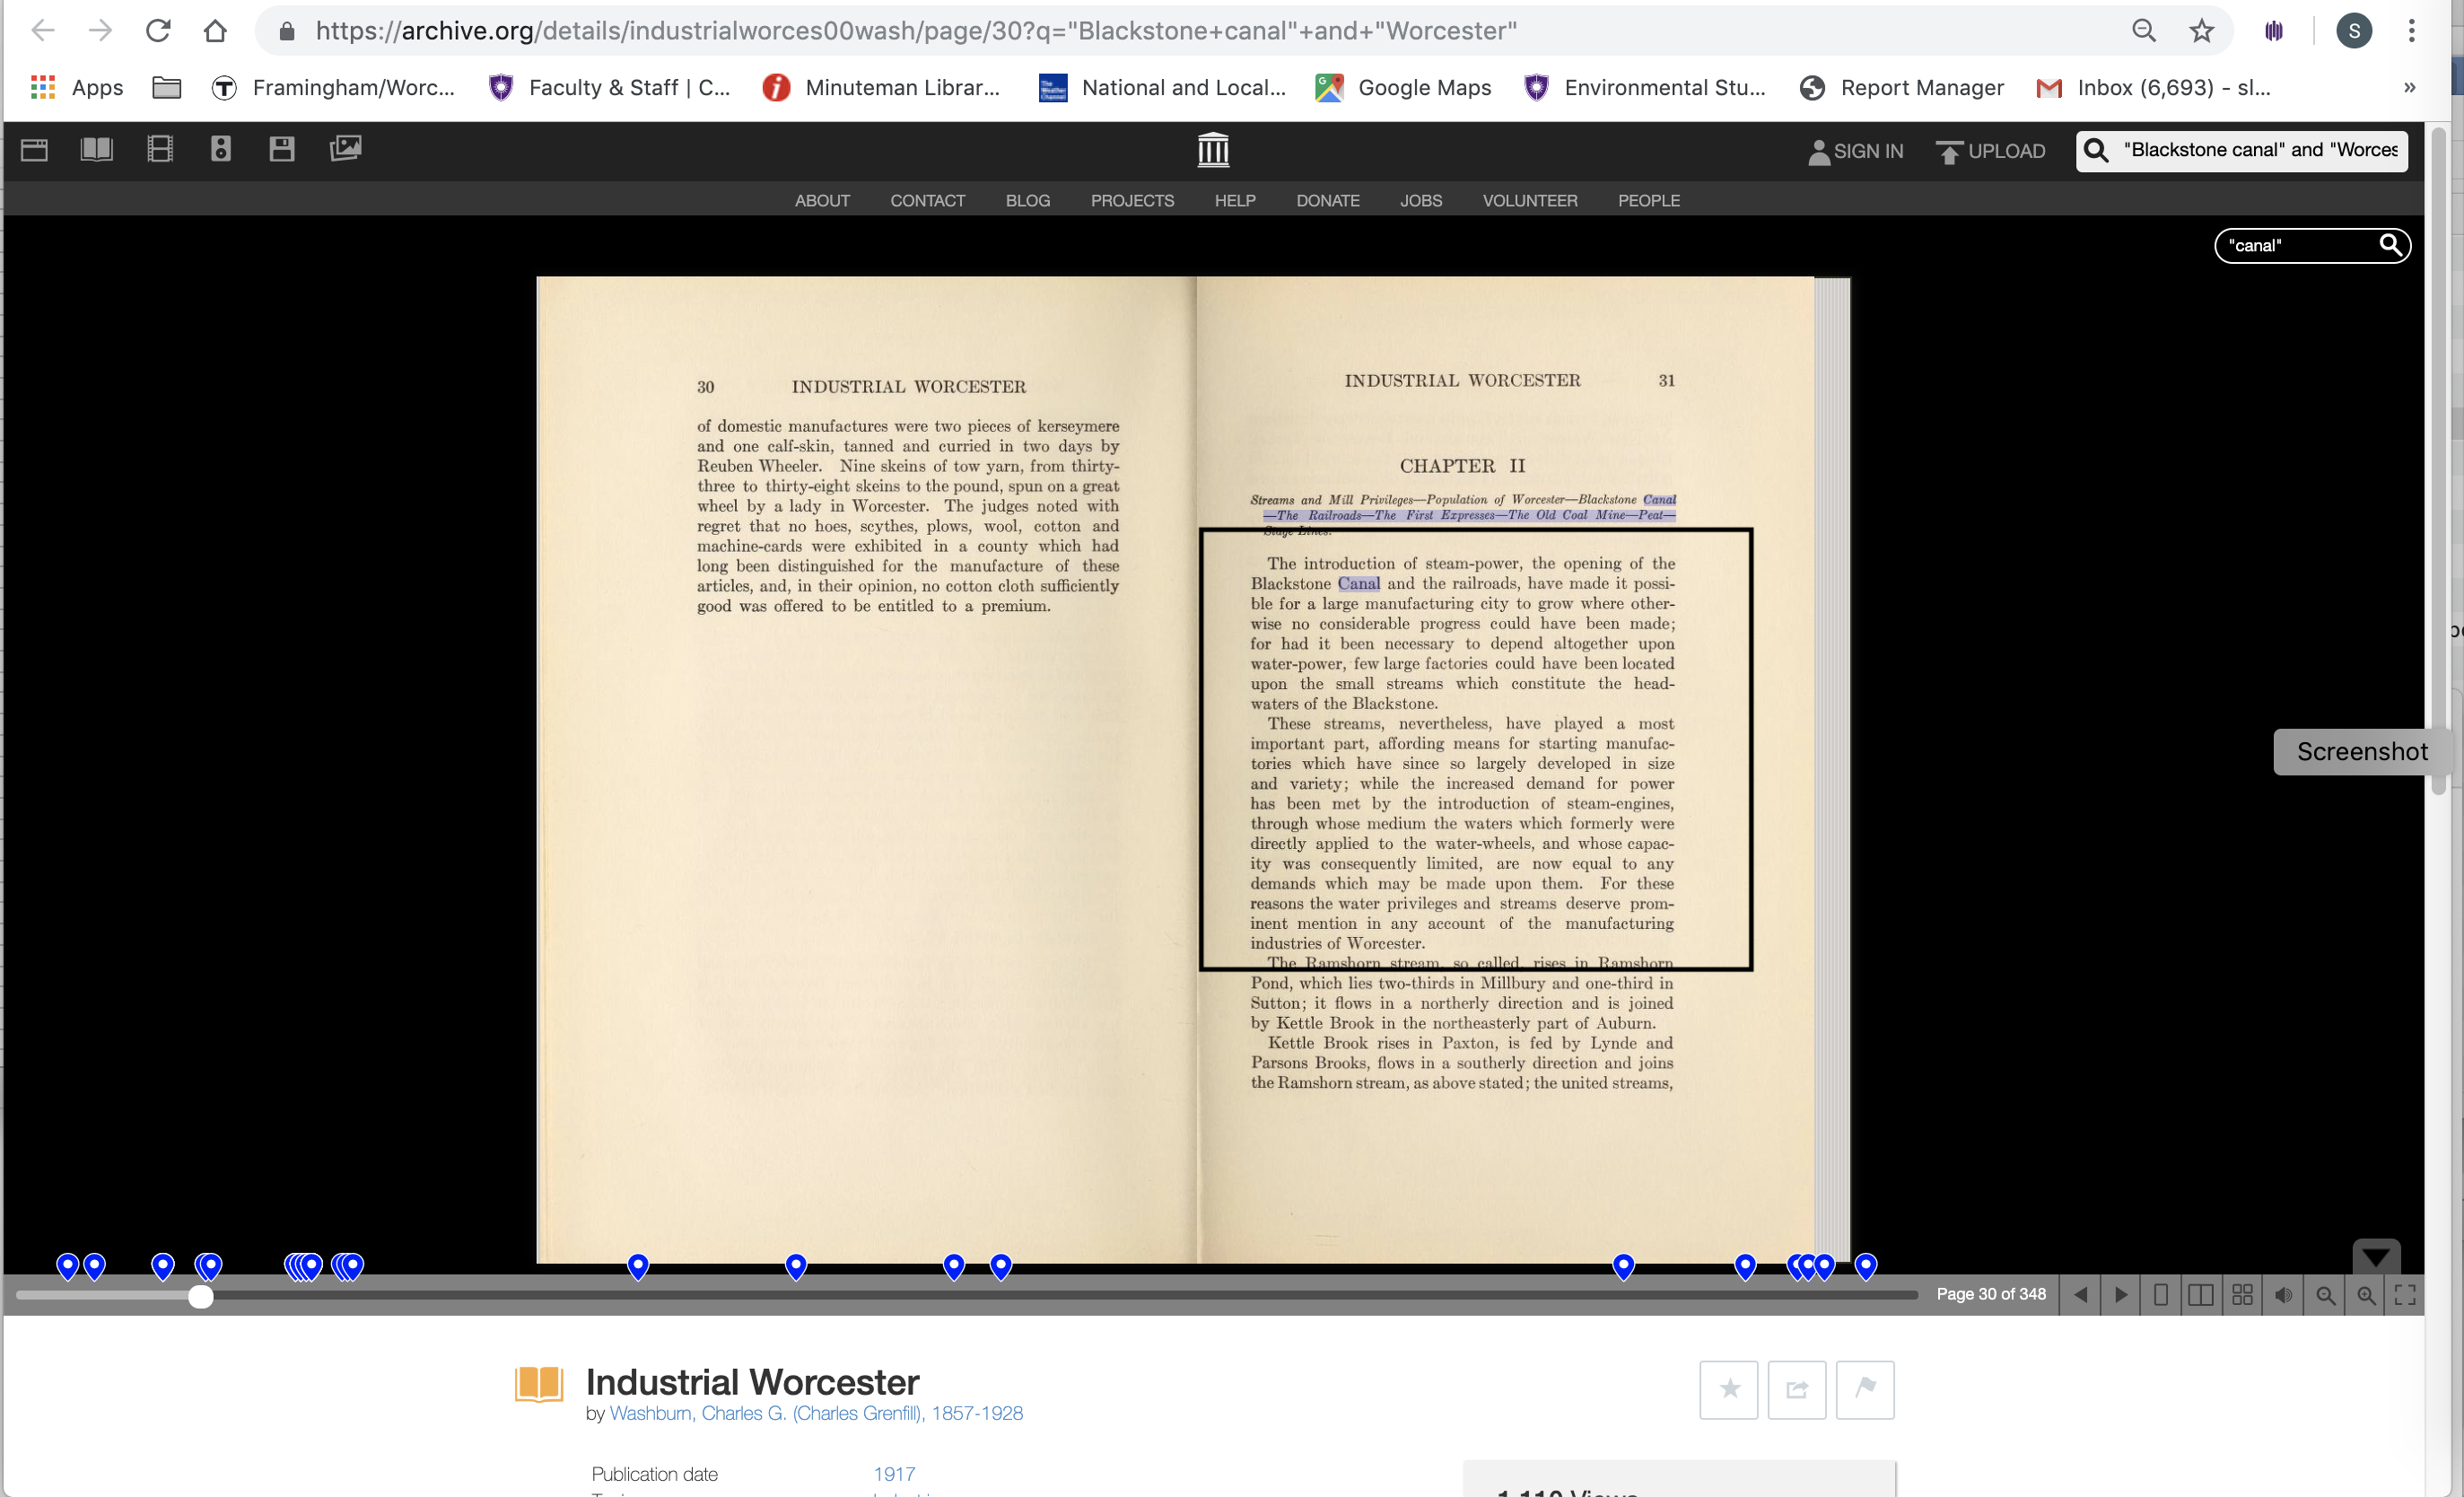 https://archive.org/details/industrialworces00wash/page/30?q="Blackstone+canal"+and+"Worcester"
S
Apps
Framingham/Worc...
Faculty & Staff | C...
Minuteman Librar...
National and Local...
Google Maps
Environmental Stu...
Report Manager
Inbox (6,693) - sl...
»
SIGN IN
UPLOAD
"Blackstone canal" and "Worces
ABOUT CONTACT BLOG PROJECTS HELP DONATE JOBS VOLUNTEER PEOPLE
"canal"
30 INDUSTRIAL WORCESTER
of domestic manufactures were two pieces of kerseymere
and one calf-skin, tanned and curried in two days by
Reuben Wheeler. Nine skeins of tow yarn, from thirty-
three to thirty-eight skeins to the pound, spun on a great
wheel by a lady in Worcester. The judges noted with
regret that no hoes, scythes, plows, wool, cotton and
machine-cards were exhibited in a county which had
long been distinguished for the manufacture of these
articles, and, in their opinion, no cotton cloth sufficiently
good was offered to be entitled to a premium.
INDUSTRIAL WORCESTER 31
CHAPTER II
Streams and Mill Privileges—Population of Worcester—Blackstone Canal
—The Railroads—The First Expresses—The Old Coal Mine—Peat—
Stage Lines.
The introduction of steam-power, the opening of the
Blackstone Canal and the railroads, have made it possi-
ble for a large manufacturing city to grow where other-
wise no considerable progress could have been made;
for had it been necessary to depend altogether upon
water-power, few large factories could have been located
upon the small streams which constitute the head-
waters of the Blackstone.
These streams, nevertheless, have played a most
important part, affording means for starting manufac-
tories which have since so largely developed in size
and variety; while the increased demand for power
has been met by the introduction of steam-engines,
through whose medium the waters which formerly were
directly applied to the water-wheels, and whose capac-
ity was consequently limited, are now equal to any
demands which may be made upon them. For these
reasons the water privileges and streams deserve prom-
inent mention in any account of the manufacturing
industries of Worcester.
The Ramshorn stream, so called, rises in Ramshorn
Pond, which lies two-thirds in Millbury and one-third in
Sutton; it flows in a northerly direction and is joined
by Kettle Brook in the northeasterly part of Auburn.
Kettle Brook rises in Paxton, is fed by Lynde and
Parsons Brooks, flows in a southerly direction and joins
the Ramshorn stream, as above stated; the united streams,
Screenshot
Page 30 of 348
Industrial Worcester
by Washburn, Charles G. (Charles Grenfill), 1857-1928
Publication date 1917
1,110 Views